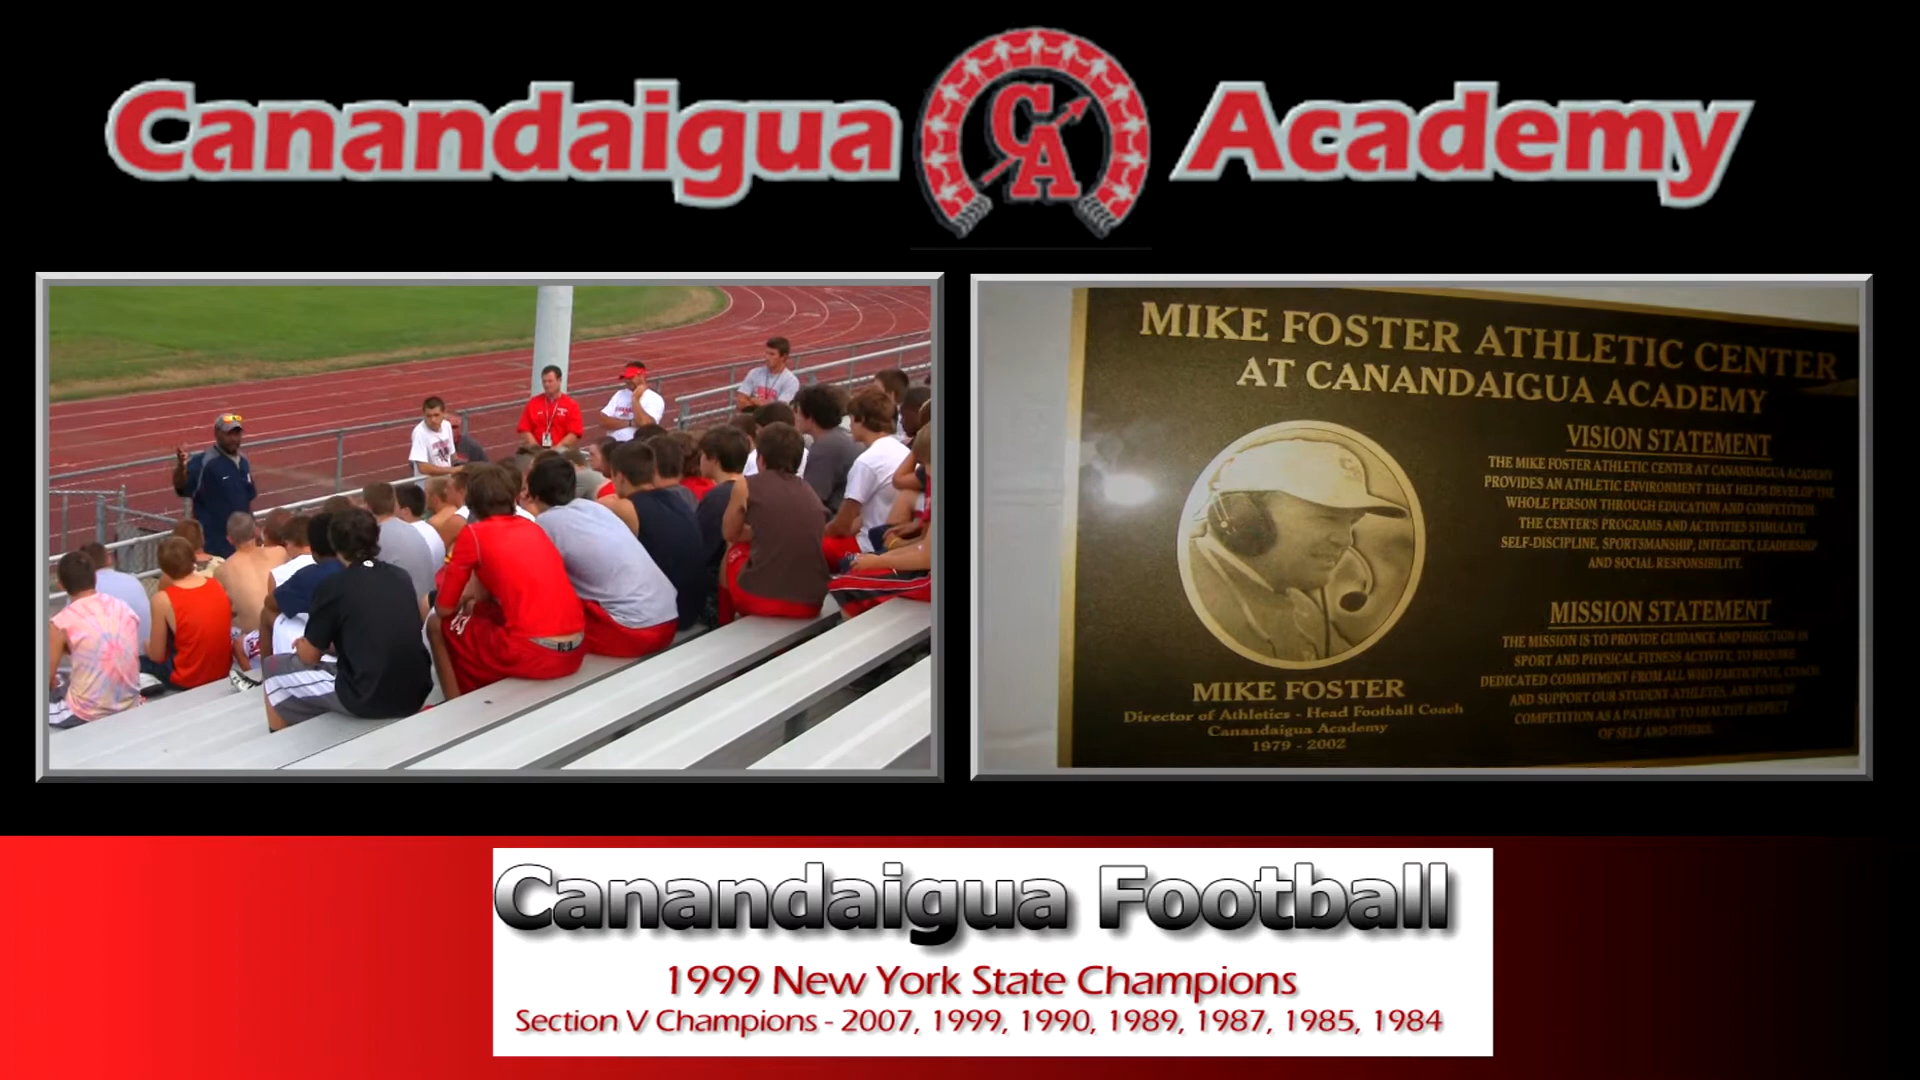 Canandaigua CA Academy
MIKE FOSTER ATHLETIC CENTER
AT CANANDAIGUA ACADEMY
VISION STATEMENT
THE MIKE FOSTER ATHLETIC CENTER AT CANANDAIGUA ACADEMY
PROVIDES AN ATHLETIC ENVIRONMENT THAT HELPS DEVELOP THE
WHOLE PERSON THROUGH EDUCATION AND COMPETITION.
THE CENTER'S PROGRAMS AND ACTIVITIES STIMULATE
SELF-DISCIPLINE, SPORTSMANSHIP, INTEGRITY, LEADERSHIP
AND SOCIAL RESPONSIBILITY.
MISSION STATEMENT
THE MISSION IS TO PROVIDE GUIDANCE AND DIRECTION IN
SPORT AND PHYSICAL FITNESS ACTIVITY, TO REQUIRE
DEDICATED COMMITMENT FROM ALL WHO PARTICIPATE, COACH,
AND SUPPORT OUR STUDENT-ATHLETES, AND TO VIEW
COMPETITION AS A PATHWAY TO HEALTHY RESPECT
OF SELF AND OTHERS.
MIKE FOSTER
Director of Athletics - Head Football Coach
Canandaigua Academy
1979 - 2002
Canandaigua Football
1999 New York State Champions
Section V Champions - 2007, 1999, 1990, 1989, 1987, 1985, 1984